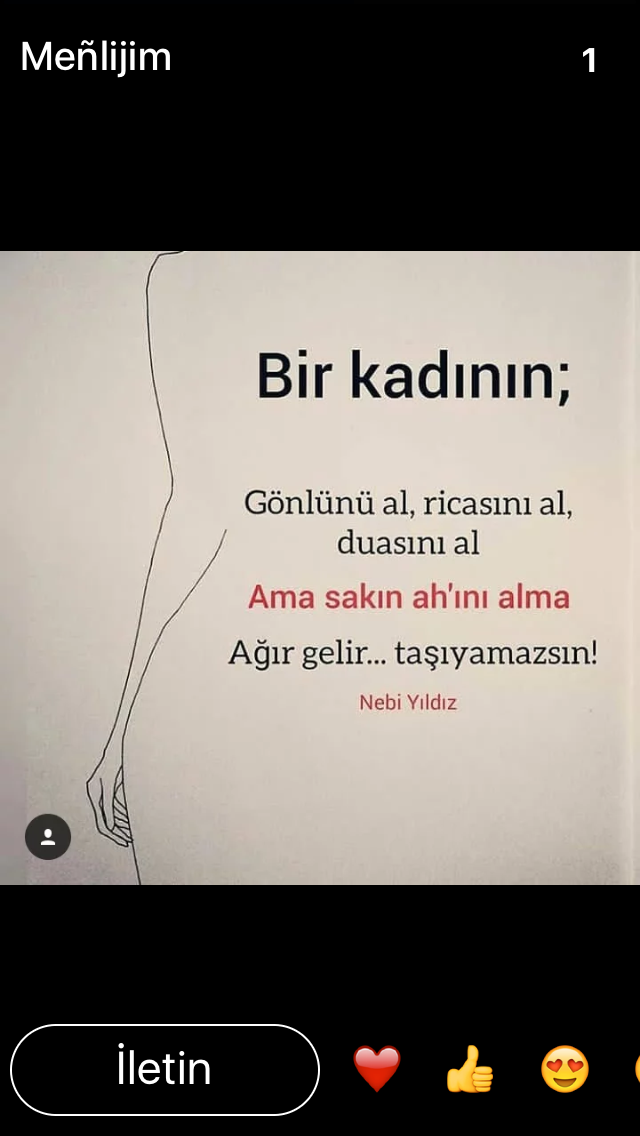 Meñlijim
1
Bir kadının;
Gönlünü al, ricasını al,
duasını al
Ama sakın ah'ını alma
Ağır gelir... taşıyamazsın!
Nebi Yıldız
İletin